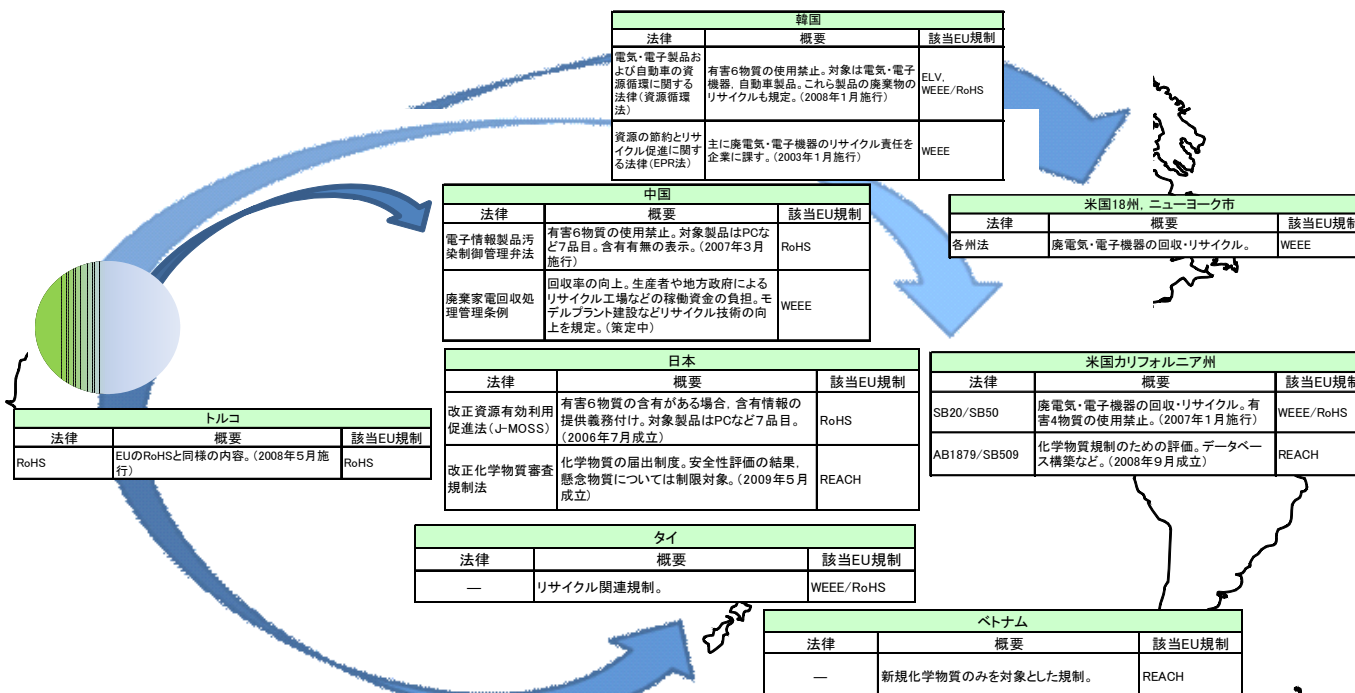 韓国
法律 概要 該当EU規制
電気・電子製品お
よび自動車の資
源循環に関する
法律(資源循環
法)
有害6物質の使用禁止。対象は電気・電子
機器，自動車製品。これら製品の廃棄物の
リサイクルも規定。(2008年1月施行)
ELV，
WEEE/RoHS
資源の節約とリサ
イクル促進に関す
る法律(EPR法)
主に廃電気・電子機器のリサイクル責任を
企業に課す。(2003年1月施行)
WEEE
中国
法律 概要 該当EU規制
電子情報製品汚
染制御管理弁法
有害6物質の使用禁止。対象製品はPCな
ど7品目。含有有無の表示。(2007年3月
施行)
RoHS
廃棄家電回収処
理管理条例
回収率の向上。生産者や地方政府による
リサイクル工場などの稼働資金の負担。モ
デルプラント建設などリサイクル技術の向
上を規定。(策定中)
WEEE
米国18州，ニューヨーク市
法律 概要 該当EU規制
各州法 廃電気・電子機器の回収・リサイクル。 WEEE
日本
法律 概要 該当EU規制
改正資源有効利用
促進法(J-MOSS)
有害6物質の含有がある場合，含有情報の
提供義務付け。対象製品はPCなど7品目。
(2006年7月成立)
RoHS
改正化学物質審査
規制法
化学物質の届出制度。安全性評価の結果，
懸念物質については制限対象。(2009年5月
成立)
REACH
米国カリフォルニア州
法律 概要 該当EU規制
SB20/SB50
廃電気・電子機器の回収・リサイクル。有
害4物質の使用禁止。(2007年1月施行)
WEEE/RoHS
AB1879/SB509
化学物質規制のための評価。データベー
ス構築など。(2008年9月成立)
REACH
トルコ
法律 概要 該当EU規制
RoHS
EUのRoHSと同様の内容。(2008年5月施
行)
RoHS
タイ
法律 概要 該当EU規制
― リサイクル関連規制。 WEEE/RoHS
ベトナム
法律 概要 該当EU規制
― 新規化学物質のみを対象とした規制。 REACH